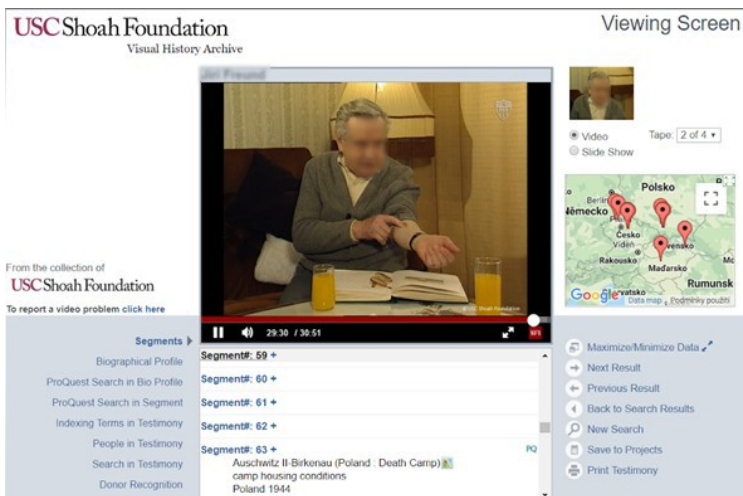 USC Shoah Foundation
Visual History Archive
Viewing Screen
Video
Tape: 2 of 4
Slide Show
Polsko
Berlín
Německo
Česko
Vídeň
Rakousko
Maďarsko
Rumunsk
Google
Data map
Podmínky použití
From the collection of
USC Shoah Foundation
To report a video problem click here
©USC Shoah Foundation
29:30 / 30:51
Segments
Biographical Profile
ProQuest Search in Bio Profile
ProQuest Search in Segment
Indexing Terms in Testimony
People in Testimony
Search in Testimony
Donor Recognition
Segment#: 59 +
Segment#: 60 +
Segment#: 61 +
Segment#: 62 +
Segment#: 63 +
PQ
Auschwitz II-Birkenau (Poland : Death Camp)
camp housing conditions
Poland 1944
Maximize/Minimize Data
Next Result
Previous Result
Back to Search Results
New Search
Save to Projects
Print Testimony